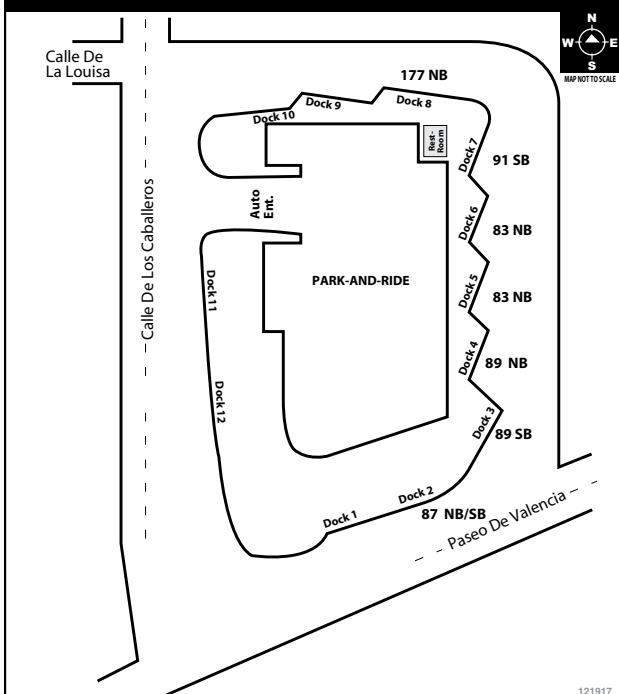 N
W E
S
MAP NOT TO SCALE
Calle De
La Louisa
177 NB
Dock 9
Dock 8
Dock 10
Rest-
Room
Dock 7
91 SB
Auto
Ent.
Dock 6
83 NB
Calle De Los Caballeros
Dock 11
PARK-AND-RIDE
Dock 5
83 NB
Dock 4
89 NB
Dock 12
Dock 3
89 SB
Dock 1
Dock 2
87 NB/SB
Paseo De Valencia
121917